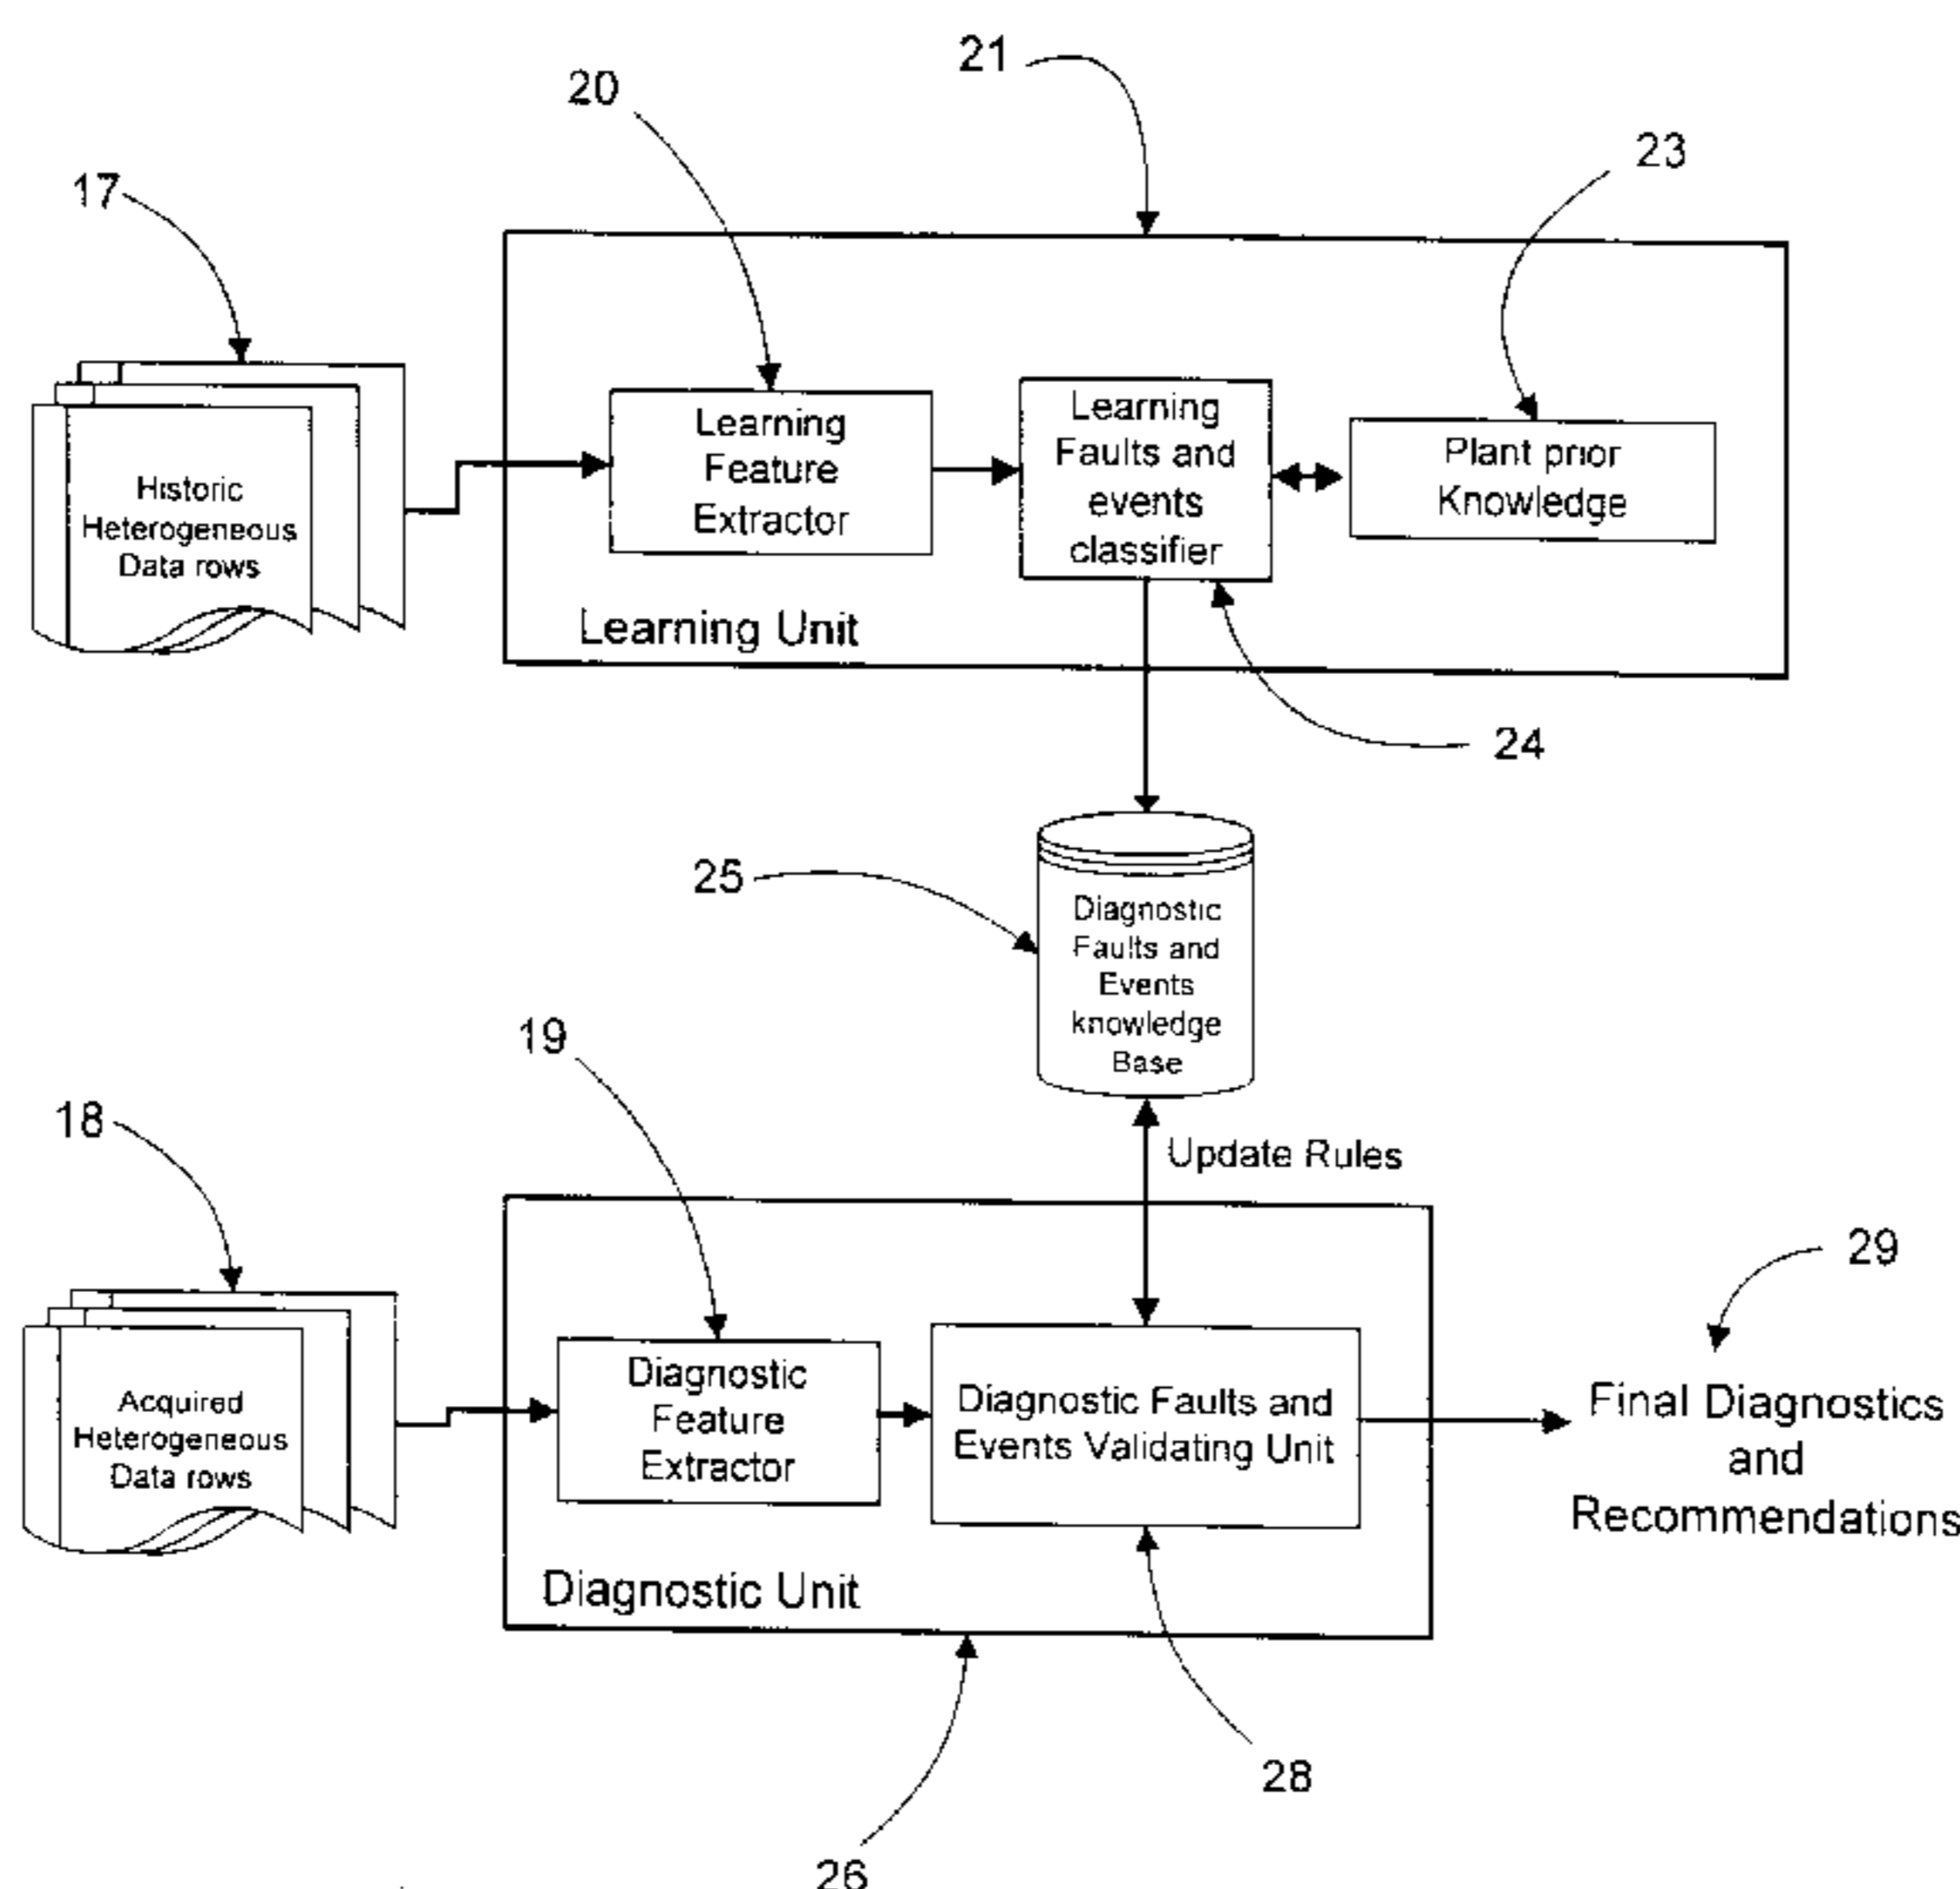 21
20
23
17
Learning
Feature
Extractor
Learning
Faults and
events
classifier
Plant prior
Knowledge
Historic
Heterogeneous
Data rows
Learning Unit
24
25
Diagnostic
Faults and
Events
knowledge
Base
19
18
Update Rules
29
Diagnostic
Feature
Extractor
Diagnostic Faults and
Events Validating Unit
Acquired
Heterogeneous
Data rows
Final Diagnostics
and
Recommendations
Diagnostic Unit
28
26